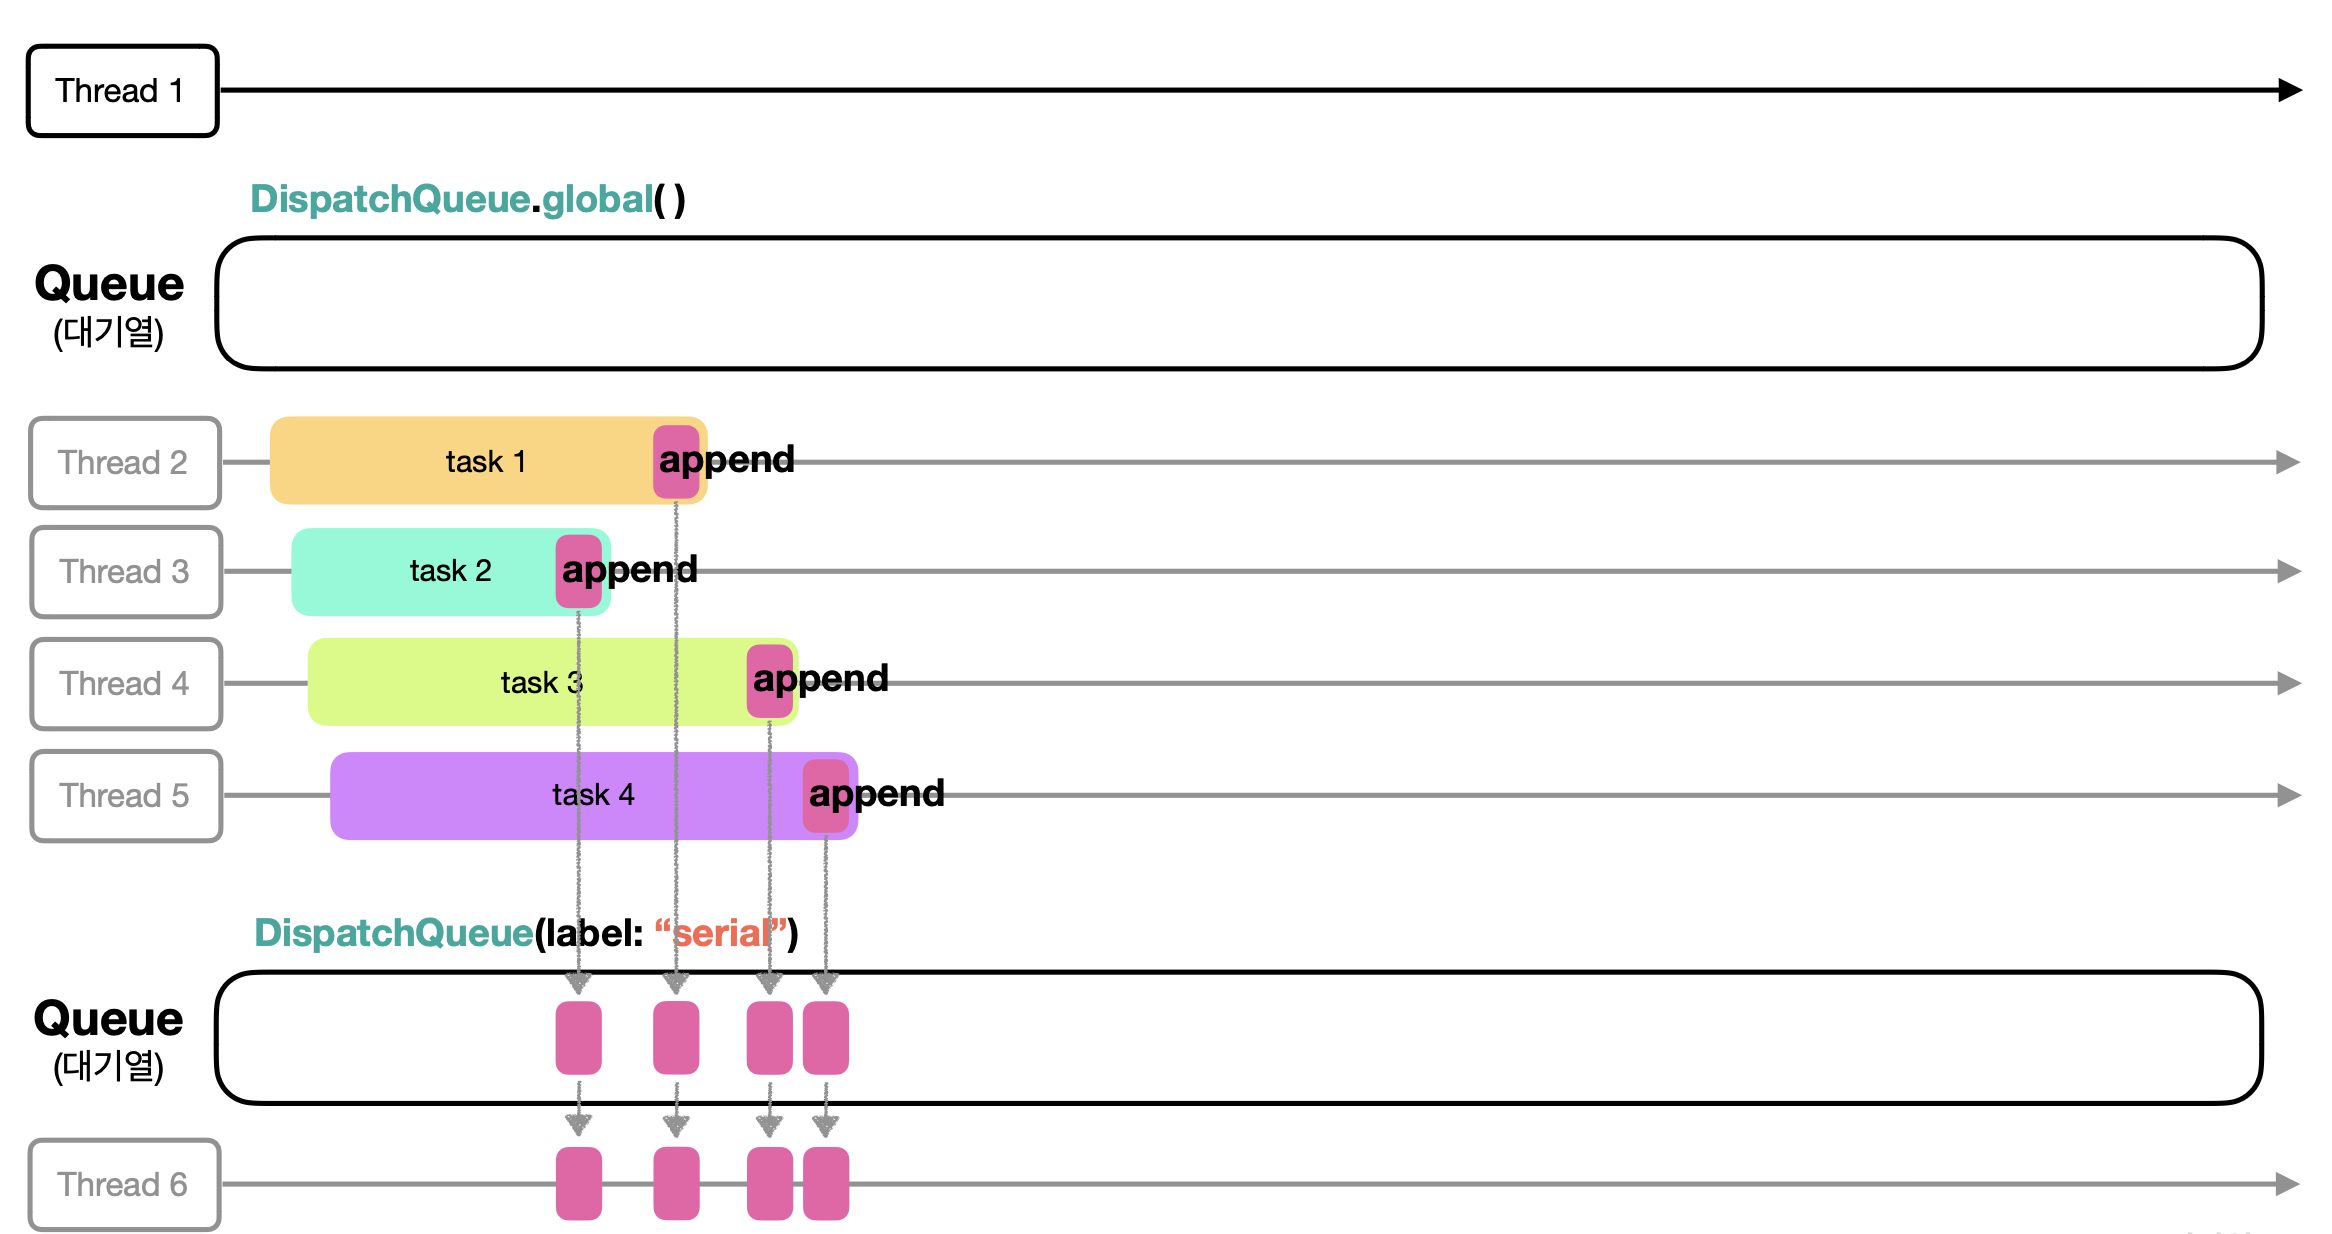 Thread 1
DispatchQueue.global( )
Queue
(대기열)
Thread 2
task 1
append
Thread 3
task 2
append
Thread 4
task 3
append
Thread 5
task 4
append
DispatchQueue(label: “serial”)
Queue
(대기열)
Thread 6